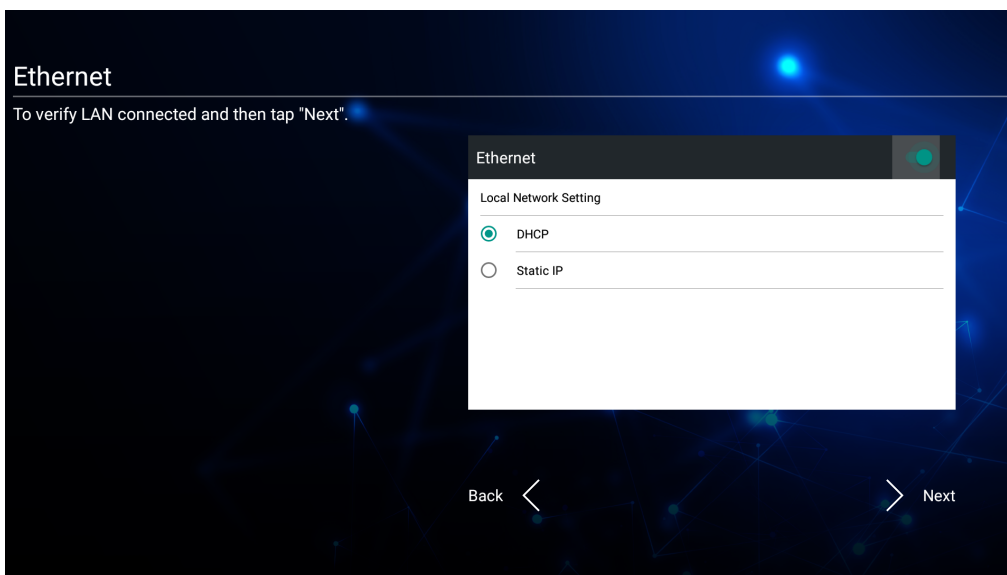 Ethernet
To verify LAN connected and then tap "Next".
Ethernet
Local Network Setting
DHCP
Static IP
Back
Next